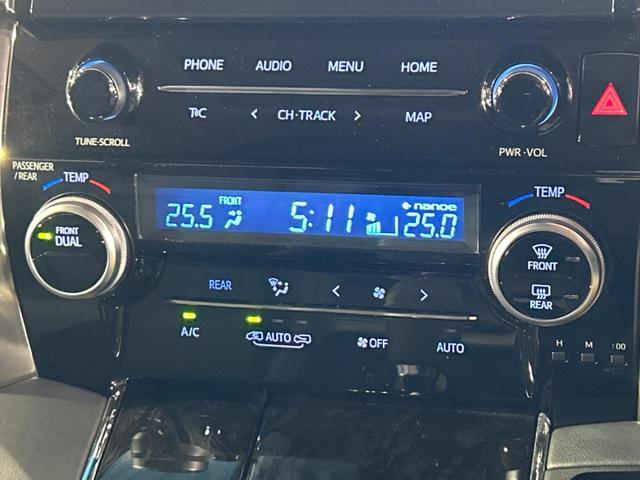 PHONE AUDIO MENU HOME
T&C < CH·TRACK > MAP
TUNE·SCROLL
PWR·VOL
PASSENGER
/REAR
TEMP
TEMP
FRONT
nanoe
25.5 5:11 25.0
FRONT
DUAL
FRONT
REAR
REAR < >
A/C AUTO OFF AUTO
H M :00